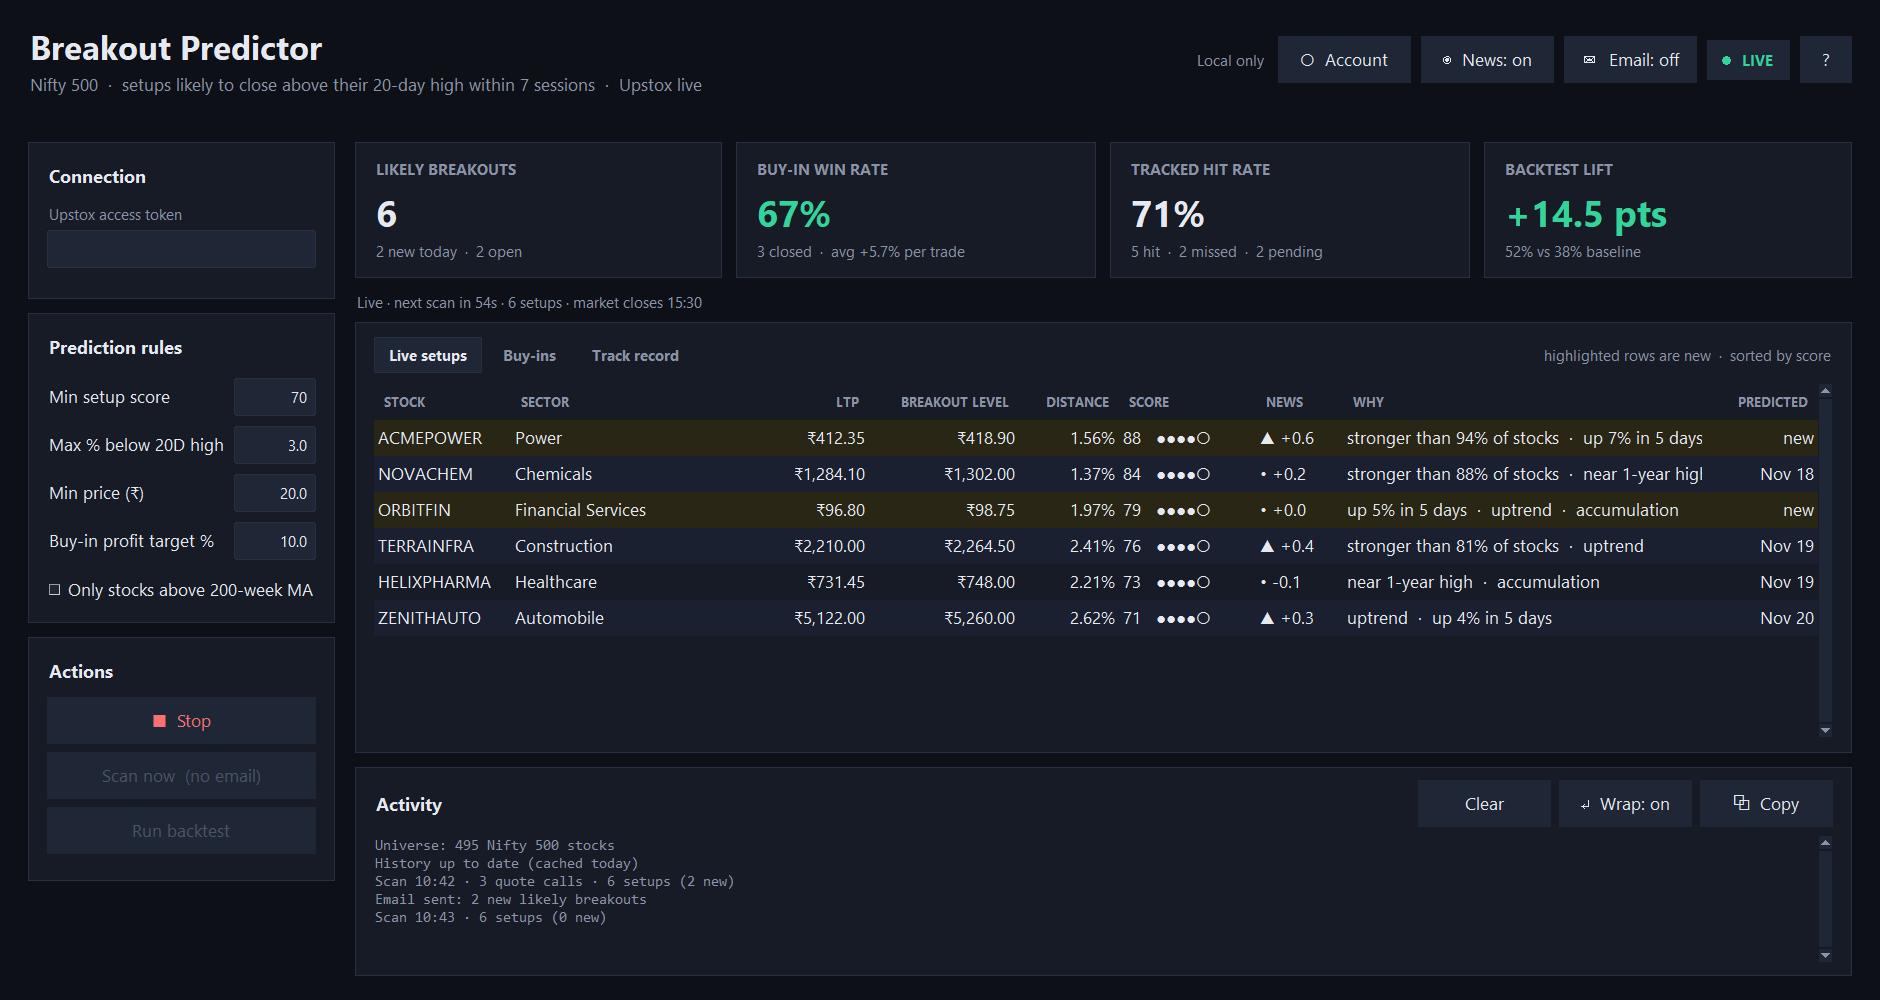 Breakout Predictor
Nifty 500 · setups likely to close above their 20-day high within 7 sessions · Upstox live
Local only
Account
News: on
Email: off
LIVE
?
Connection
Upstox access token
Prediction rules
Min setup score 70
Max % below 20D high 3.0
Min price (₹) 20.0
Buy-in profit target % 10.0
Only stocks above 200-week MA
Actions
Stop
Scan now (no email)
Run backtest
LIKELY BREAKOUTS
6
2 new today · 2 open
BUY-IN WIN RATE
67%
3 closed · avg +5.7% per trade
TRACKED HIT RATE
71%
5 hit · 2 missed · 2 pending
BACKTEST LIFT
+14.5 pts
52% vs 38% baseline
Live · next scan in 54s · 6 setups · market closes 15:30
Live setups Buy-ins Track record
highlighted rows are new · sorted by score
STOCK SECTOR LTP BREAKOUT LEVEL DISTANCE SCORE NEWS WHY PREDICTED
ACMEPOWER Power ₹412.35 ₹418.90 1.56% 88 ●●●●○ ▲ +0.6 stronger than 94% of stocks · up 7% in 5 days new
NOVACHEM Chemicals ₹1,284.10 ₹1,302.00 1.37% 84 ●●●●○ • +0.2 stronger than 88% of stocks · near 1-year higl Nov 18
ORBITFIN Financial Services ₹96.80 ₹98.75 1.97% 79 ●●●●○ • +0.0 up 5% in 5 days · uptrend · accumulation new
TERRAINFRA Construction ₹2,210.00 ₹2,264.50 2.41% 76 ●●●●○ ▲ +0.4 stronger than 81% of stocks · uptrend Nov 19
HELIXPHARMA Healthcare ₹731.45 ₹748.00 2.21% 73 ●●●●○ • -0.1 near 1-year high · accumulation Nov 19
ZENITHAUTO Automobile ₹5,122.00 ₹5,260.00 2.62% 71 ●●●●○ ▲ +0.3 uptrend · up 4% in 5 days Nov 20
Activity
Clear
Wrap: on
Copy
Universe: 495 Nifty 500 stocks
History up to date (cached today)
Scan 10:42 · 3 quote calls · 6 setups (2 new)
Email sent: 2 new likely breakouts
Scan 10:43 · 6 setups (0 new)